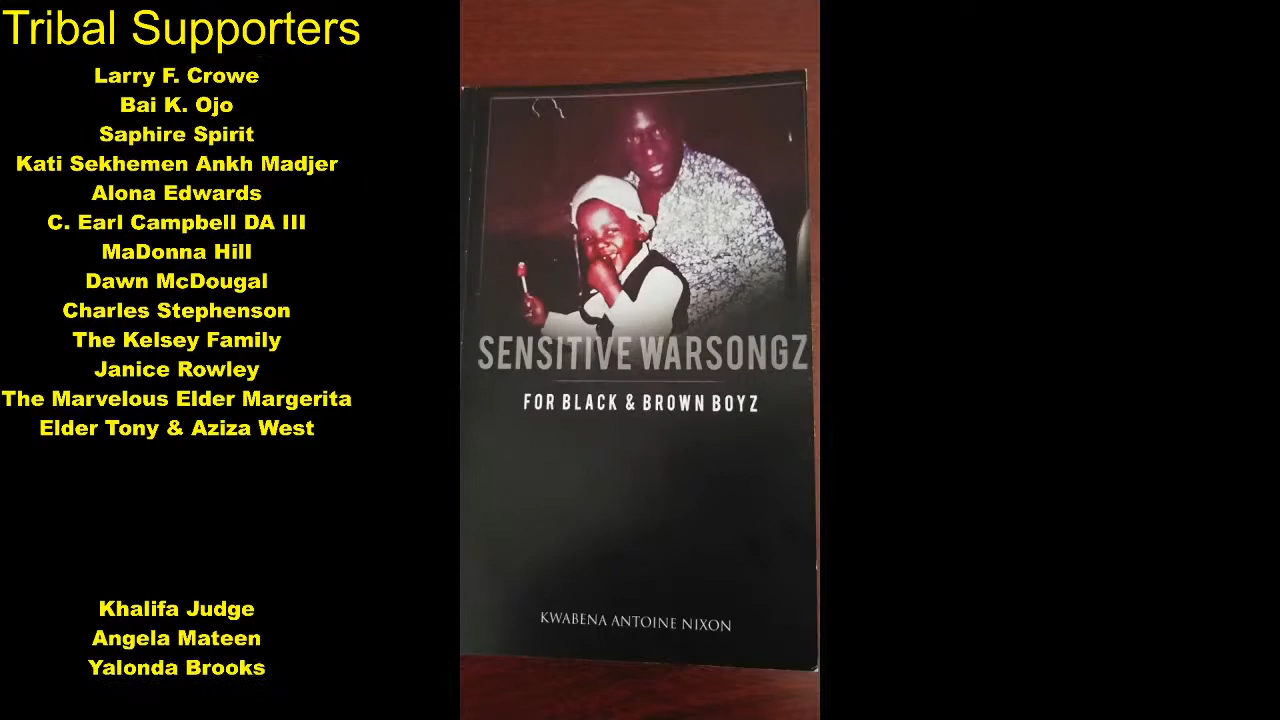 Tribal Supporters
Larry F. Crowe
Bai K. Ojo
Saphire Spirit
Kati Sekhemen Ankh Madjer
Alona Edwards
C. Earl Campbell DA III
MaDonna Hill
Dawn McDougal
Charles Stephenson
The Kelsey Family
Janice Rowley
The Marvelous Elder Margerita
Elder Tony & Aziza West
Khalifa Judge
Angela Mateen
Yalonda Brooks
SENSITIVE WARSONGZ
FOR BLACK & BROWN BOYZ
KWABENA ANTOINE NIXON